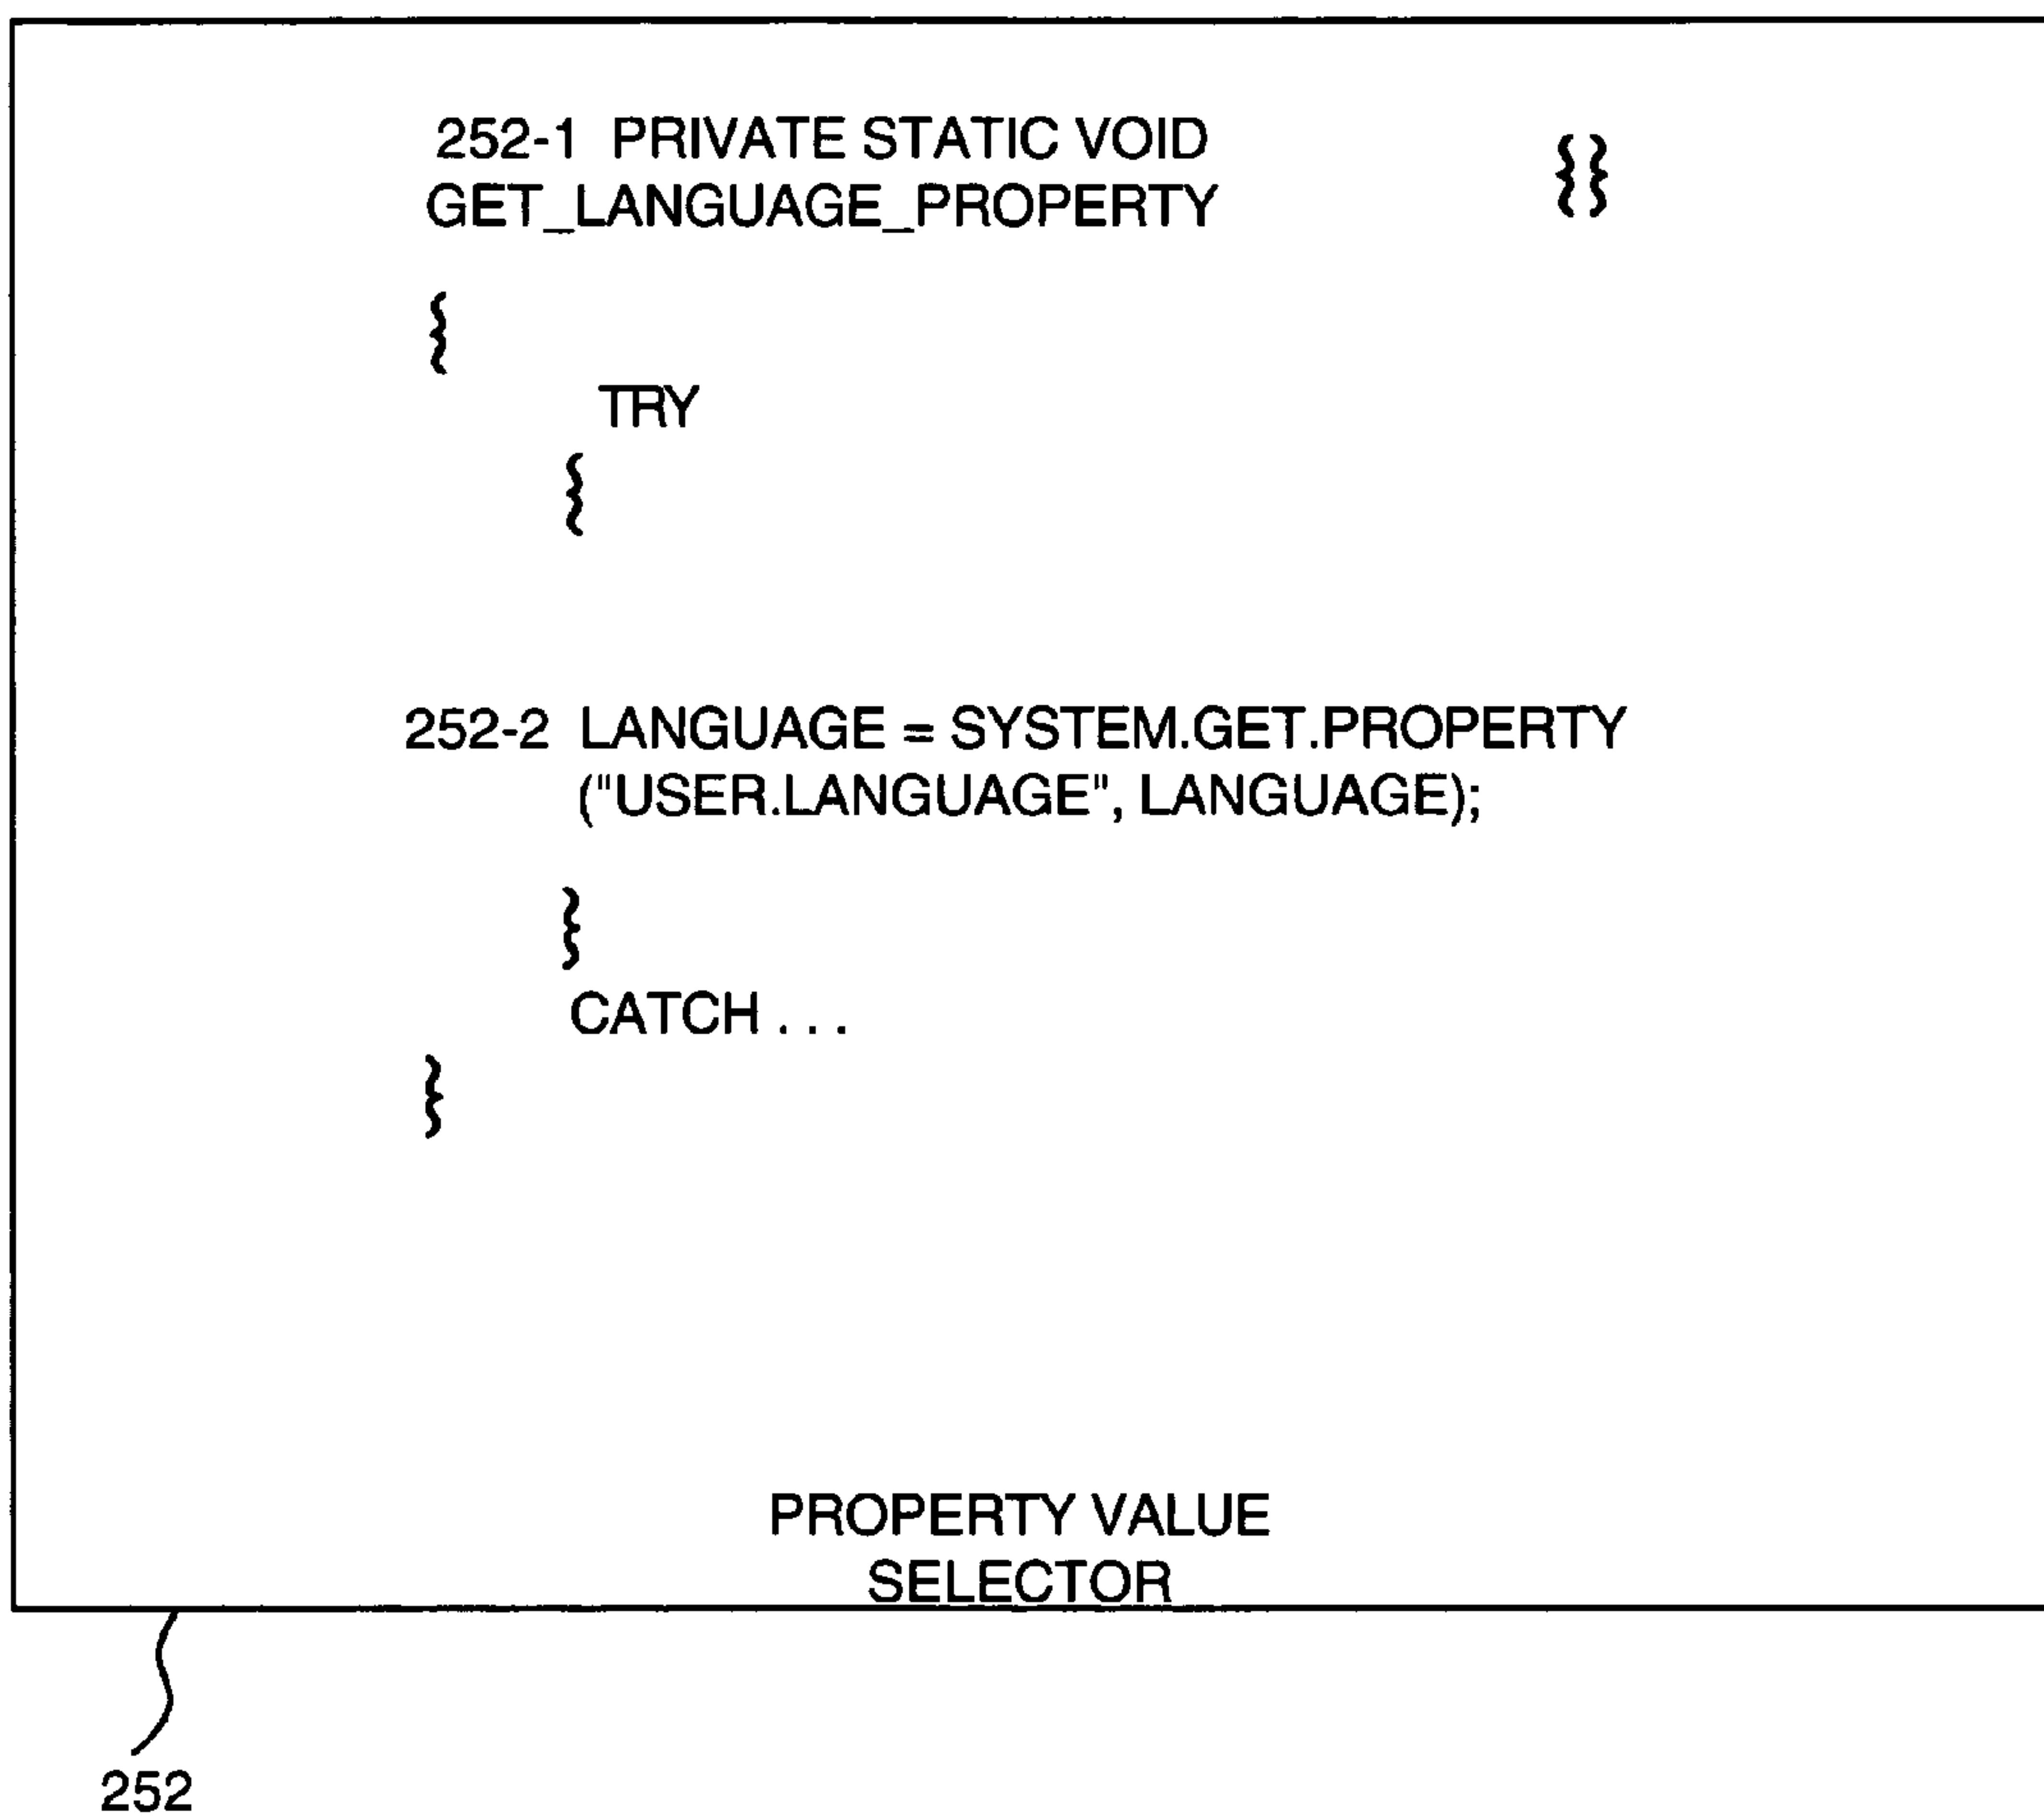 252-1 PRIVATE STATIC VOID {}
GET_LANGUAGE_PROPERTY
{
TRY
{
252-2 LANGUAGE = SYSTEM.GET.PROPERTY
("USER.LANGUAGE", LANGUAGE);
}
CATCH . . .
}
PROPERTY VALUE
SELECTOR
252